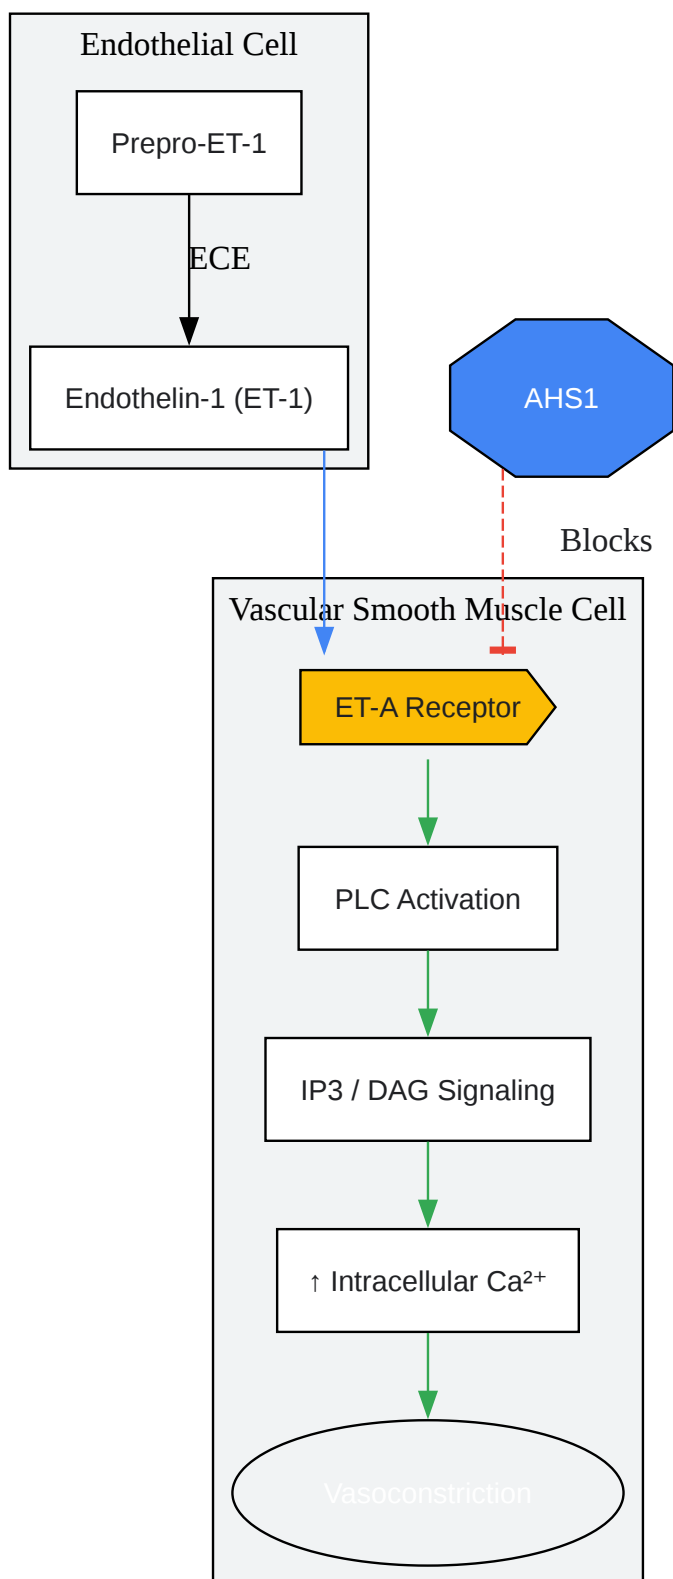 Endothelial Cell
Prepro-ET-1
ECE
Endothelin-1 (ET-1)
AHS1
Blocks
Vascular Smooth Muscle Cell
ET-A Receptor
PLC Activation
IP3 / DAG Signaling
↑ Intracellular Ca²⁺
Vasoconstriction